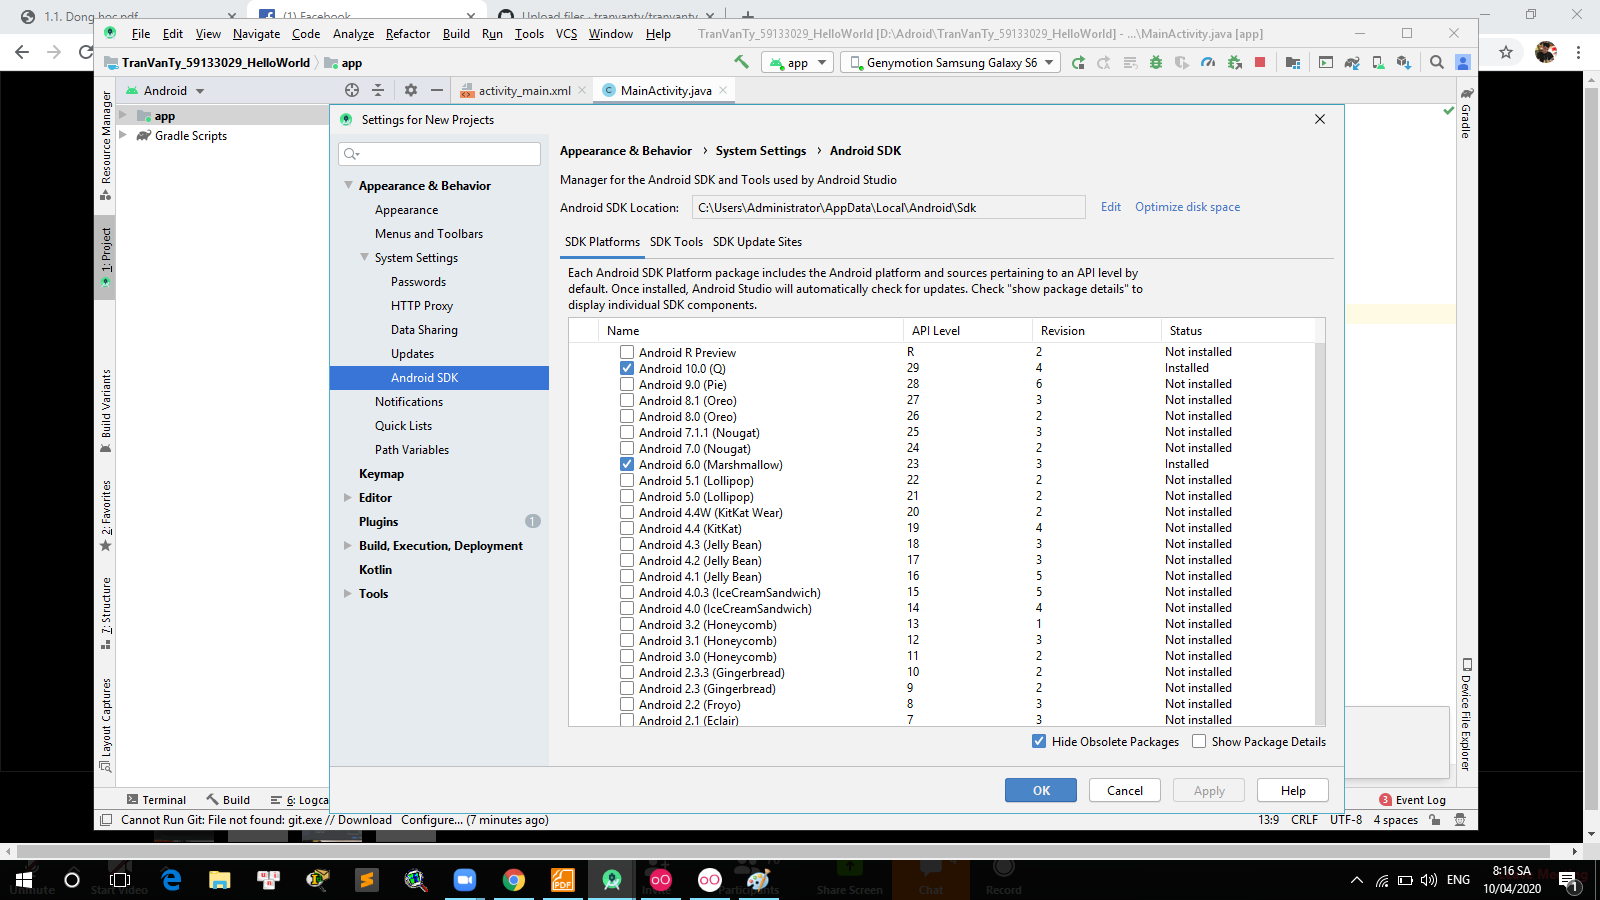 1.1. Dong hoc.pdf
(1) Facebook
Upload files · tranvanty/tranvanty
File Edit View Navigate Code Analyze Refactor Build Run Tools VCS Window Help TranVanTy_59133029_HelloWorld [D:\Adroid\TranVanTy_59133029_HelloWorld] - ...\MainActivity.java [app]
TranVanTy_59133029_HelloWorld app
app
Genymotion Samsung Galaxy S6
Android
activity_main.xml
MainActivity.java
app
Gradle Scripts
Resource Manager
1: Project
Build Variants
2: Favorites
7: Structure
Layout Captures
Gradle
Device File Explorer
Settings for New Projects
Appearance & Behavior
Appearance
Menus and Toolbars
System Settings
Passwords
HTTP Proxy
Data Sharing
Updates
Android SDK
Notifications
Quick Lists
Path Variables
Keymap
Editor
Plugins 1
Build, Execution, Deployment
Kotlin
Tools
Appearance & Behavior › System Settings › Android SDK
Manager for the Android SDK and Tools used by Android Studio
Android SDK Location: C:\Users\Administrator\AppData\Local\Android\Sdk Edit Optimize disk space
SDK Platforms SDK Tools SDK Update Sites
Each Android SDK Platform package includes the Android platform and sources pertaining to an API level by
default. Once installed, Android Studio will automatically check for updates. Check "show package details" to
display individual SDK components.
Name API Level Revision Status
Android R Preview R 2 Not installed
Android 10.0 (Q) 29 4 Installed
Android 9.0 (Pie) 28 6 Not installed
Android 8.1 (Oreo) 27 3 Not installed
Android 8.0 (Oreo) 26 2 Not installed
Android 7.1.1 (Nougat) 25 3 Not installed
Android 7.0 (Nougat) 24 2 Not installed
Android 6.0 (Marshmallow) 23 3 Installed
Android 5.1 (Lollipop) 22 2 Not installed
Android 5.0 (Lollipop) 21 2 Not installed
Android 4.4W (KitKat Wear) 20 2 Not installed
Android 4.4 (KitKat) 19 4 Not installed
Android 4.3 (Jelly Bean) 18 3 Not installed
Android 4.2 (Jelly Bean) 17 3 Not installed
Android 4.1 (Jelly Bean) 16 5 Not installed
Android 4.0.3 (IceCreamSandwich) 15 5 Not installed
Android 4.0 (IceCreamSandwich) 14 4 Not installed
Android 3.2 (Honeycomb) 13 1 Not installed
Android 3.1 (Honeycomb) 12 3 Not installed
Android 3.0 (Honeycomb) 11 2 Not installed
Android 2.3.3 (Gingerbread) 10 2 Not installed
Android 2.3 (Gingerbread) 9 2 Not installed
Android 2.2 (Froyo) 8 3 Not installed
Android 2.1 (Eclair) 7 3 Not installed
Hide Obsolete Packages Show Package Details
OK Cancel Apply Help
Terminal Build 6: Logca
3 Event Log
Cannot Run Git: File not found: git.exe // Download Configure... (7 minutes ago)
13:9 CRLF UTF-8 4 spaces
Start Video Participants Share Screen Chat Record
ENG
8:16 SA
10/04/2020
1